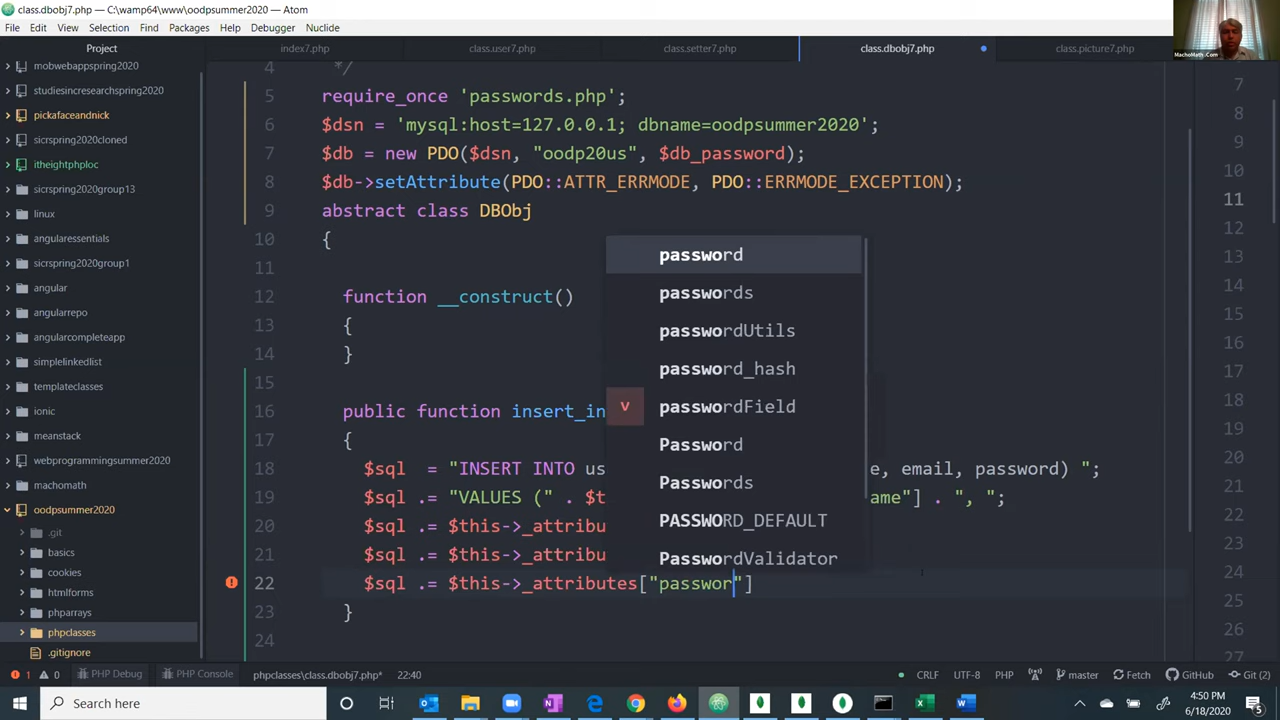 class.dbobj7.php — C:\wamp64\www\oodpsummer2020 — Atom
File Edit View Selection Find Packages Help Debugger Nuclide
Project index7.php class.user7.php class.setter7.php class.dbobj7.php class.picture7.php
MachoMath .Com
mobwebappspring2020
studiesincresearchspring2020
pickafaceandnick
sicrspring2020cloned
itheightphploc
sicrspring2020group13
linux
angularessentials
sicrspring2020group1
angular
angularrepo
angularcompleteapp
simplelinkedlist
templateclasses
ionic
meanstack
webprogrammingsummer2020
machomath
oodpsummer2020
.git
basics
cookies
htmlforms
phparrays
phpclasses
.gitignore
4 */
5 require_once 'passwords.php';
6 $dsn = 'mysql:host=127.0.0.1; dbname=oodpsummer2020';
7 $db = new PDO($dsn, "oodp20us", $db_password);
8 $db->setAttribute(PDO::ATTR_ERRMODE, PDO::ERRMODE_EXCEPTION);
9 abstract class DBObj
10 {
11
12 function __construct()
13 {
14 }
15
16 public function insert_in
17 {
18 $sql = "INSERT INTO us e, email, password) ";
19 $sql .= "VALUES (" . $t ame"] . ", ";
20 $sql .= $this->_attribu
21 $sql .= $this->_attribu
22 $sql .= $this->_attributes["passwor"]
23 }
24
password
passwords
passwordUtils
password_hash
v passwordField
Password
Passwords
PASSWORD_DEFAULT
PasswordValidator
7
8
9
10
11
12
13
14
15
16
17
18
19
20
21
22
23
24
25
26
27
1 0 PHP Debug PHP Console phpclasses\class.dbobj7.php* 22:40 CRLF UTF-8 PHP master Fetch GitHub Git (2)
Search here
4:50 PM
6/18/2020
5